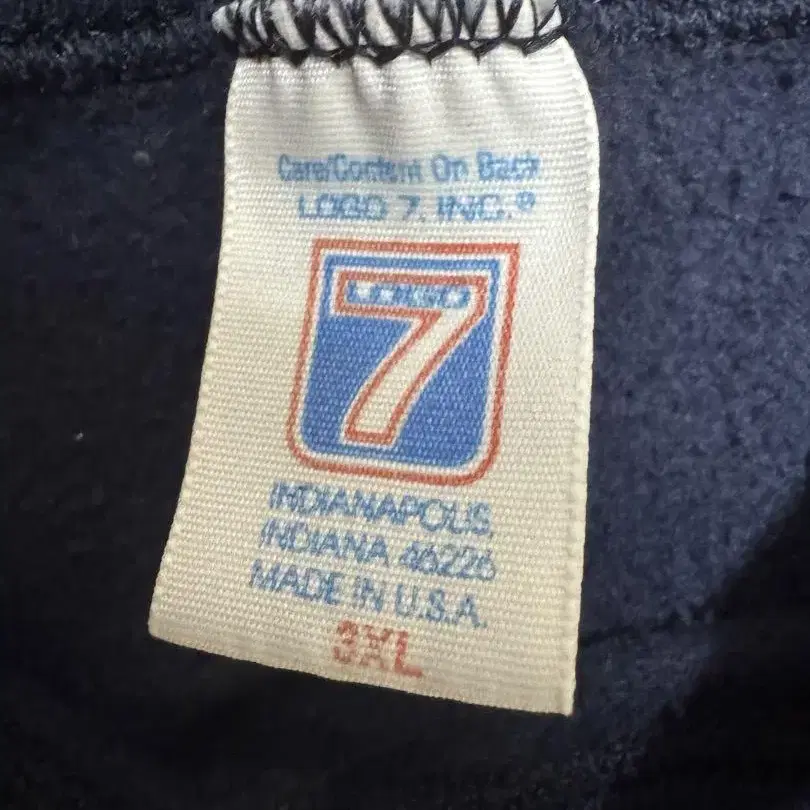 Care/Content On Back
LOGO 7, INC.®
LOGO
7
INDIANAPOLIS,
INDIANA 46226
MADE IN U.S.A.
3XL